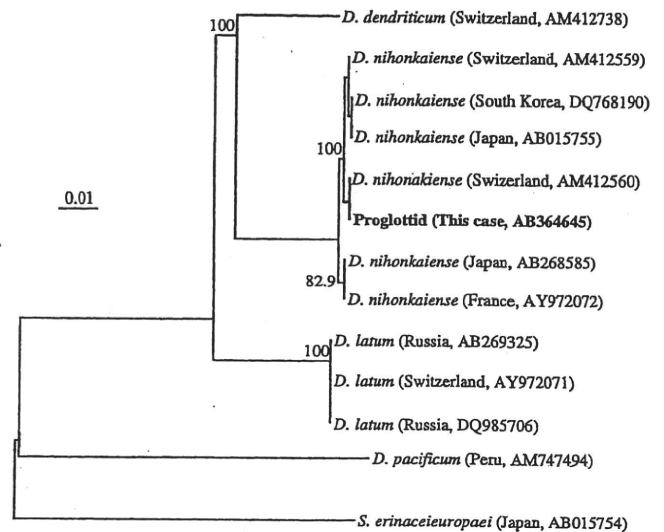 100
D. dendriticum (Switzerland, AM412738)
D. nihonkaiense (Switzerland, AM412559)
D. nihonkaiense (South Korea, DQ768190)
D. nihonkaiense (Japan, AB015755)
100
D. nihonakiense (Swizerland, AM412560)
0.01
Proglottid (This case, AB364645)
D. nihonkaiense (Japan, AB268585)
82.9
D. nihonkaiense (France, AY972072)
100
D. latum (Russia, AB269325)
D. latum (Switzerland, AY972071)
D. latum (Russia, DQ985706)
D. pacificum (Peru, AM747494)
S. erinaceieuropaei (Japan, AB015754)